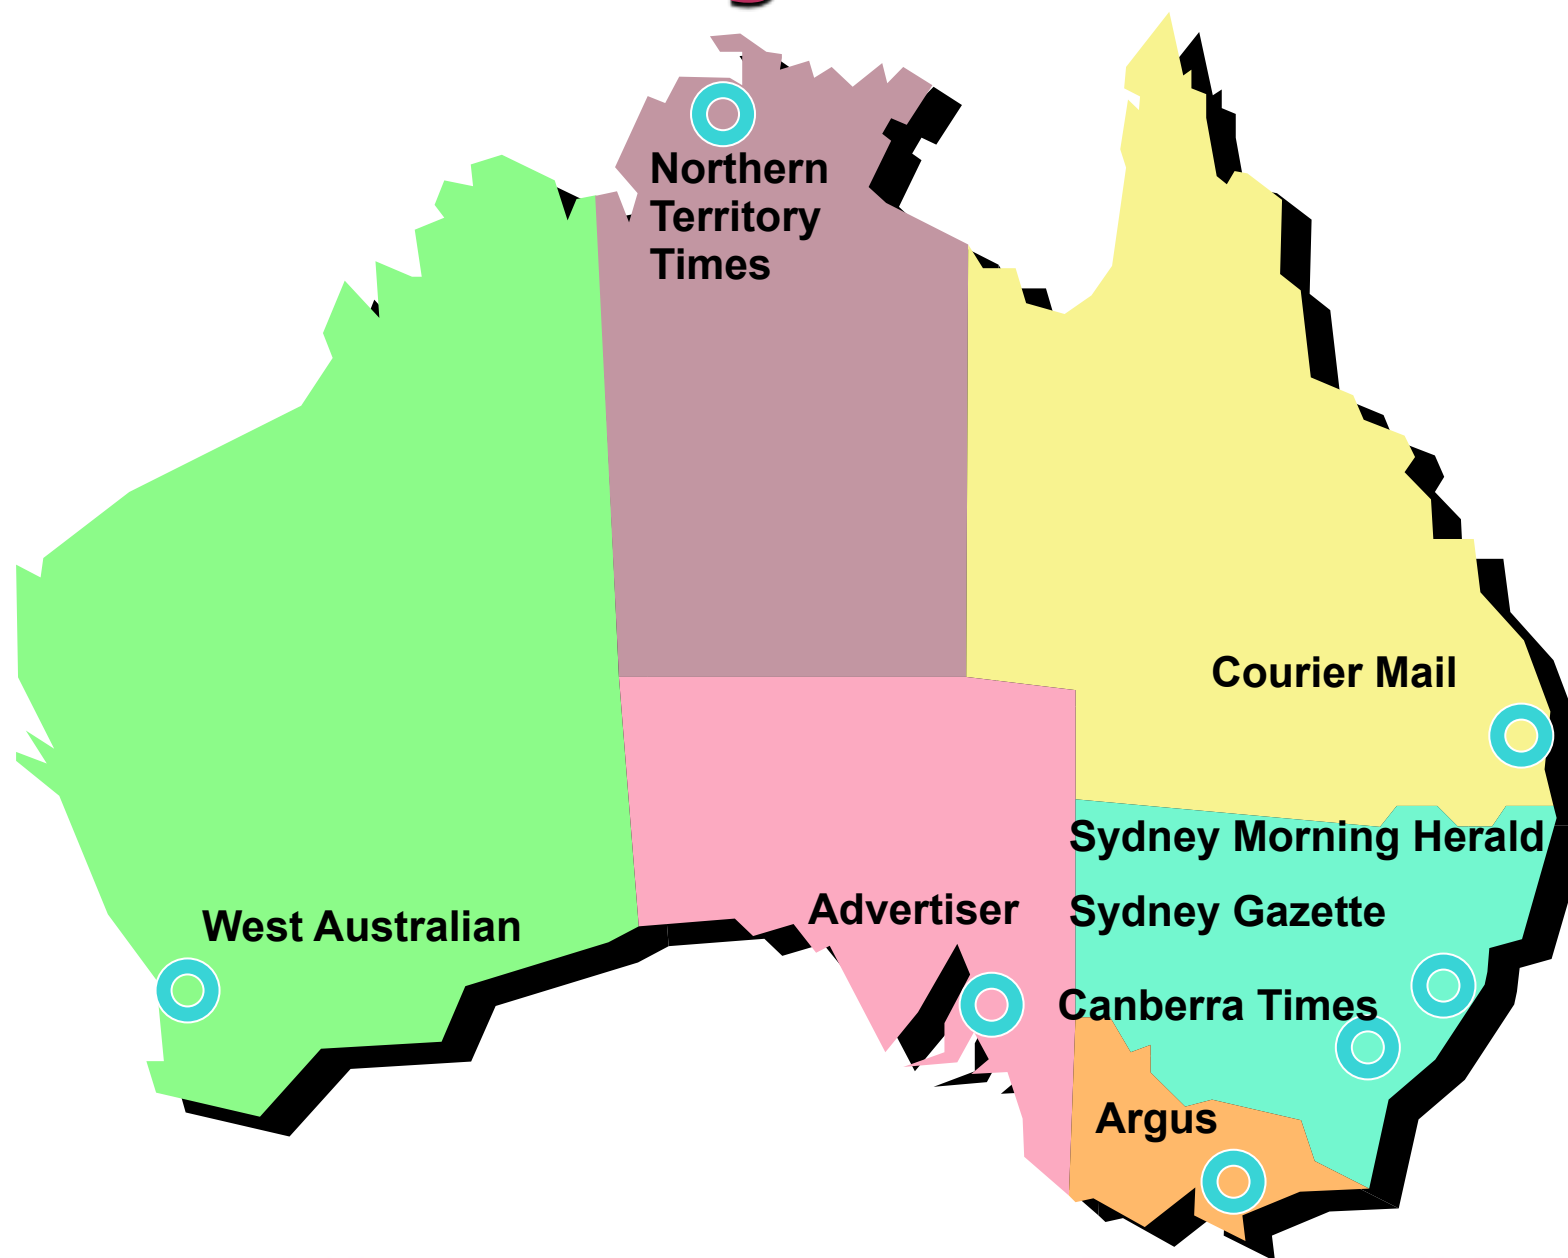 Northern
Territory
Times
Courier Mail
Sydney Morning Herald
Advertiser
Sydney Gazette
West Australian
Canberra Times
Argus